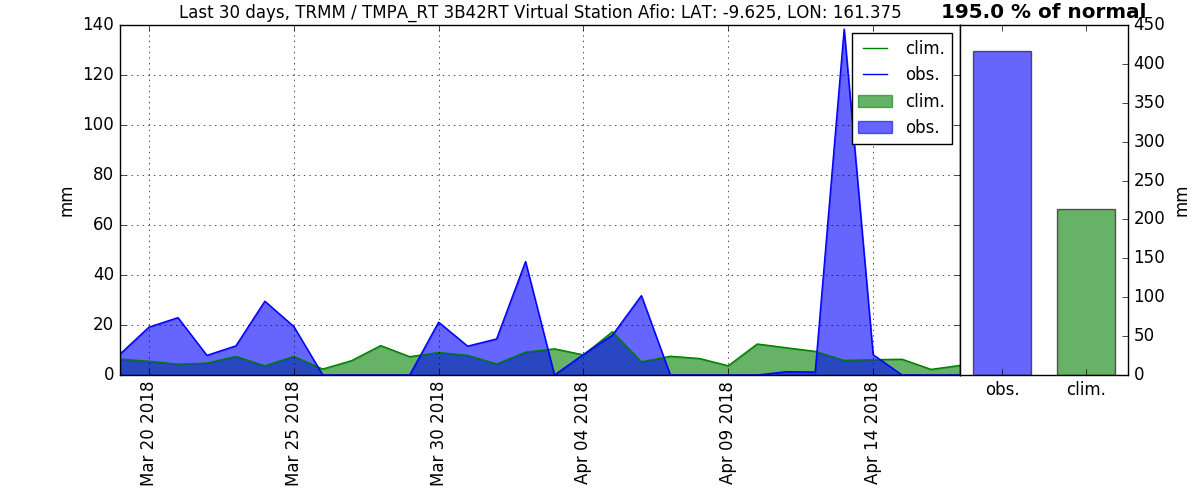 Last 30 days, TRMM / TMPA_RT 3B42RT Virtual Station Afio: LAT: -9.625, LON: 161.375
195.0 % of normal
140
120
100
80
60
40
20
0
mm
clim.
obs.
clim.
obs.
Mar 20 2018
Mar 25 2018
Mar 30 2018
Apr 04 2018
Apr 09 2018
Apr 14 2018
450
400
350
300
250
200
150
100
50
0
mm
obs.
clim.